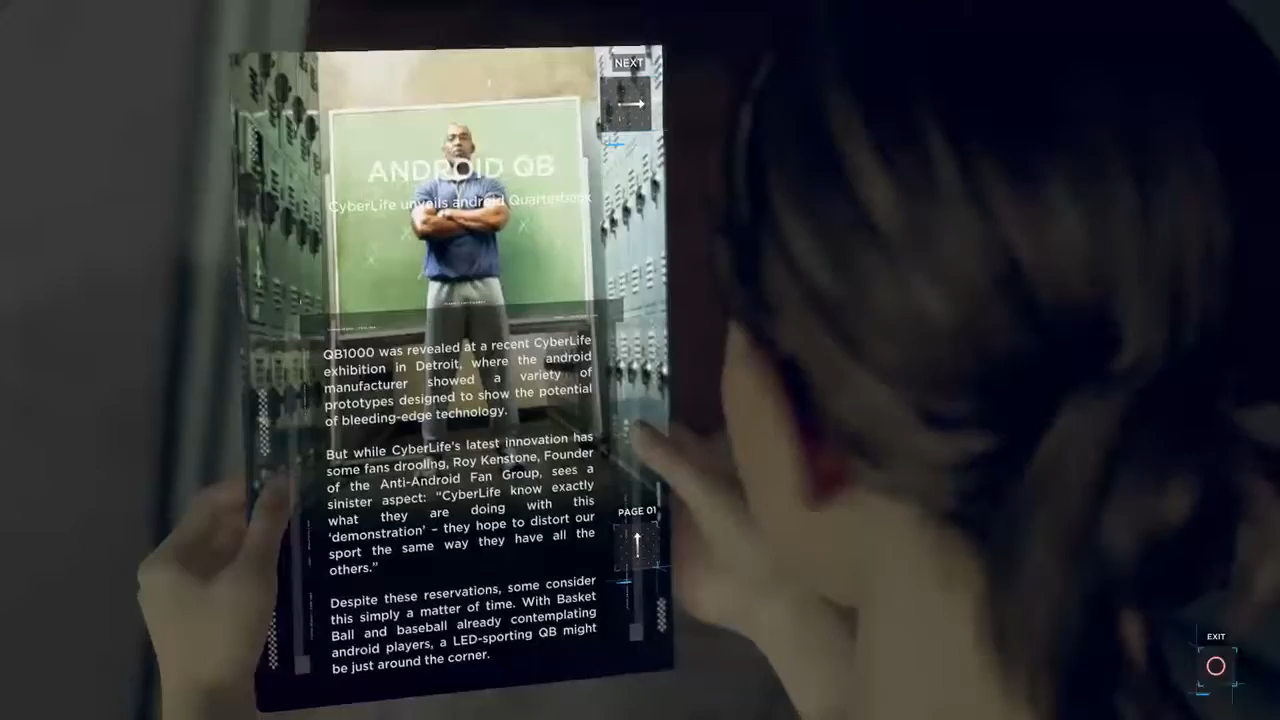 NEXT
ANDROID QB
CyberLife unveils android Quarterback
QB1000 was revealed at a recent CyberLife
exhibition in Detroit, where the android
manufacturer showed a variety of
prototypes designed to show the potential
of bleeding-edge technology.
But while CyberLife's latest innovation has
some fans drooling, Roy Kenstone, Founder
of the Anti-Android Fan Group, sees a
sinister aspect: “CyberLife know exactly
what they are doing with this
‘demonstration’ – they hope to distort our
sport the same way they have all the
others.”
PAGE 01
Despite these reservations, some consider
this simply a matter of time. With Basket
Ball and baseball already contemplating
android players, a LED-sporting QB might
be just around the corner.
EXIT